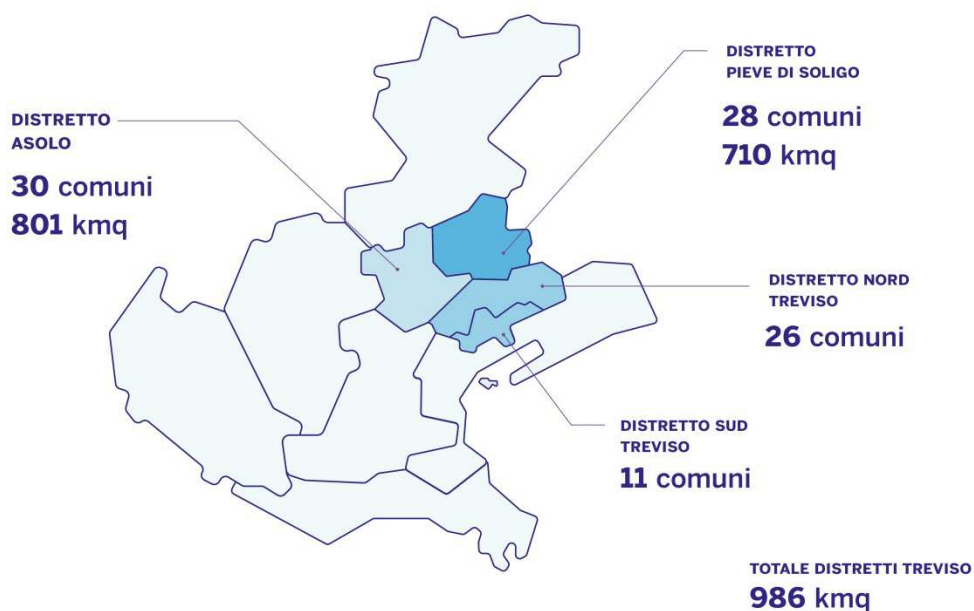 DISTRETTO
PIEVE DI SOLIGO
28 comuni
710 kmq
DISTRETTO
ASOLO
30 comuni
801 kmq
DISTRETTO NORD
TREVISO
26 comuni
DISTRETTO SUD
TREVISO
11 comuni
TOTALE DISTRETTI TREVISO
986 kmq